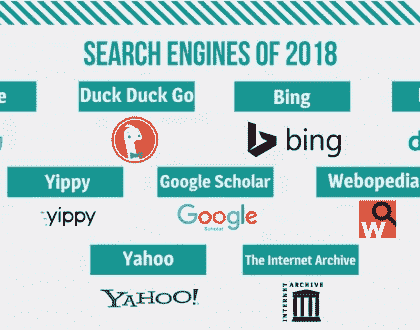 SEARCH ENGINES OF 2018
e
Duck Duck Go
Bing
bing
d
Yippy
Google Scholar
Webopedia
yippy
Google
Scholar
W
Yahoo
The Internet Archive
YAHOO!
INTERNET ARCHIVE